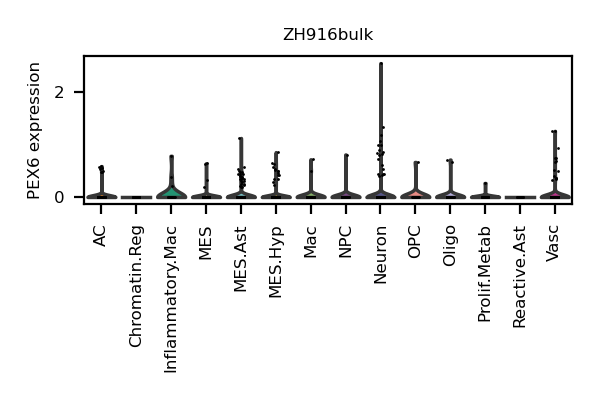 ZH916bulk
PEX6 expression
2
0
AC
Chromatin.Reg
Inflammatory.Mac
MES
MES.Ast
MES.Hyp
Mac
NPC
Neuron
OPC
Oligo
Prolif.Metab
Reactive.Ast
Vasc